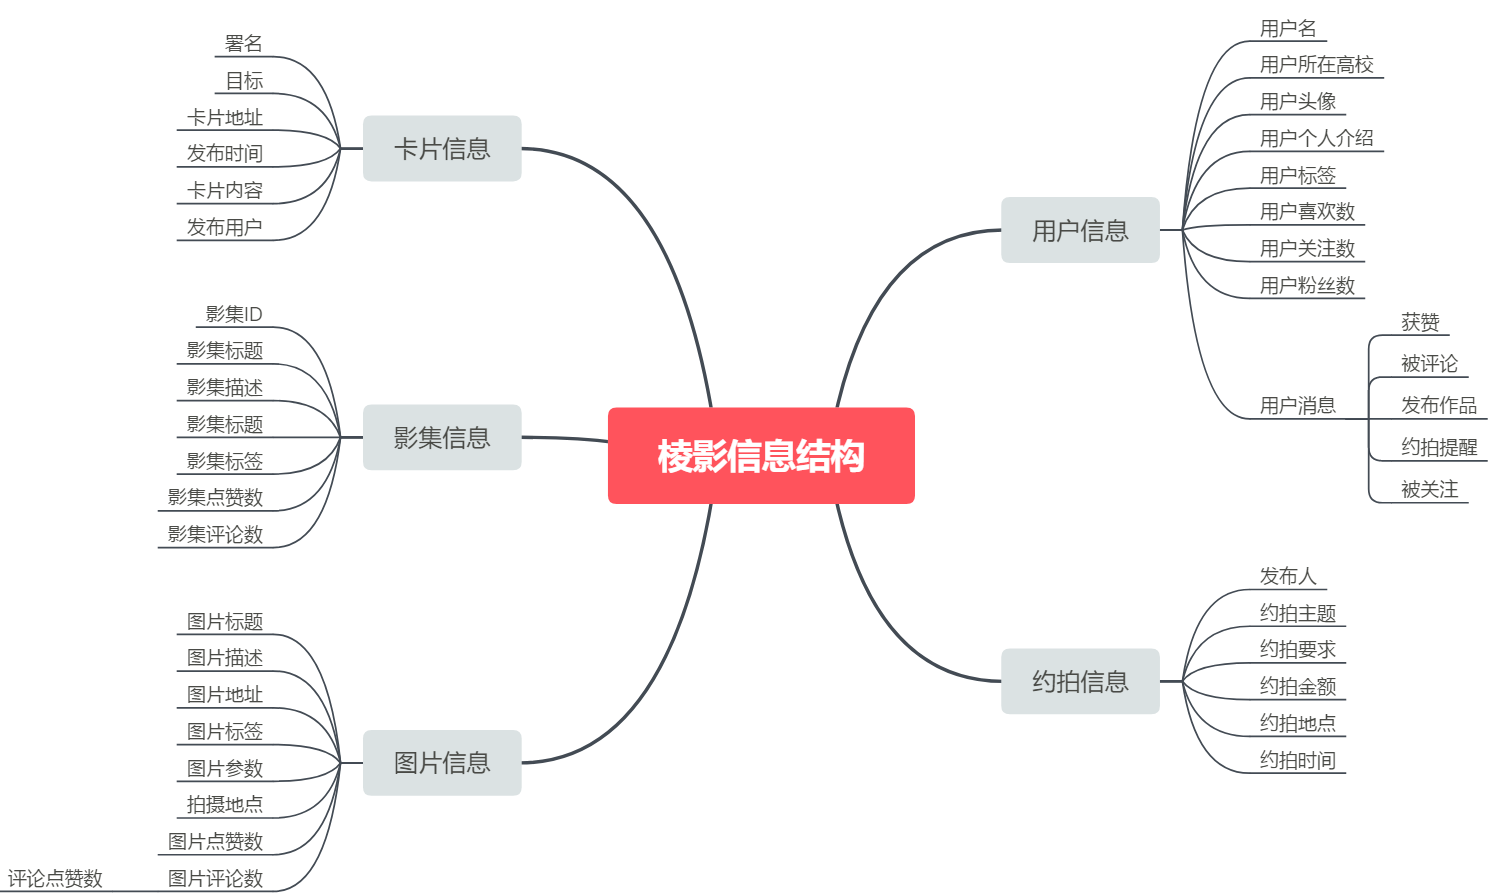 棱影信息结构
用户信息
用户名
用户所在高校
用户头像
用户个人介绍
用户标签
用户喜欢数
用户关注数
用户粉丝数
用户消息
获赞
被评论
发布作品
约拍提醒
被关注
约拍信息
发布人
约拍主题
约拍要求
约拍金额
约拍地点
约拍时间
卡片信息
署名
目标
卡片地址
发布时间
卡片内容
发布用户
影集信息
影集ID
影集标题
影集描述
影集标题
影集标签
影集点赞数
影集评论数
图片信息
图片标题
图片描述
图片地址
图片标签
图片参数
拍摄地点
图片点赞数
图片评论数
评论点赞数